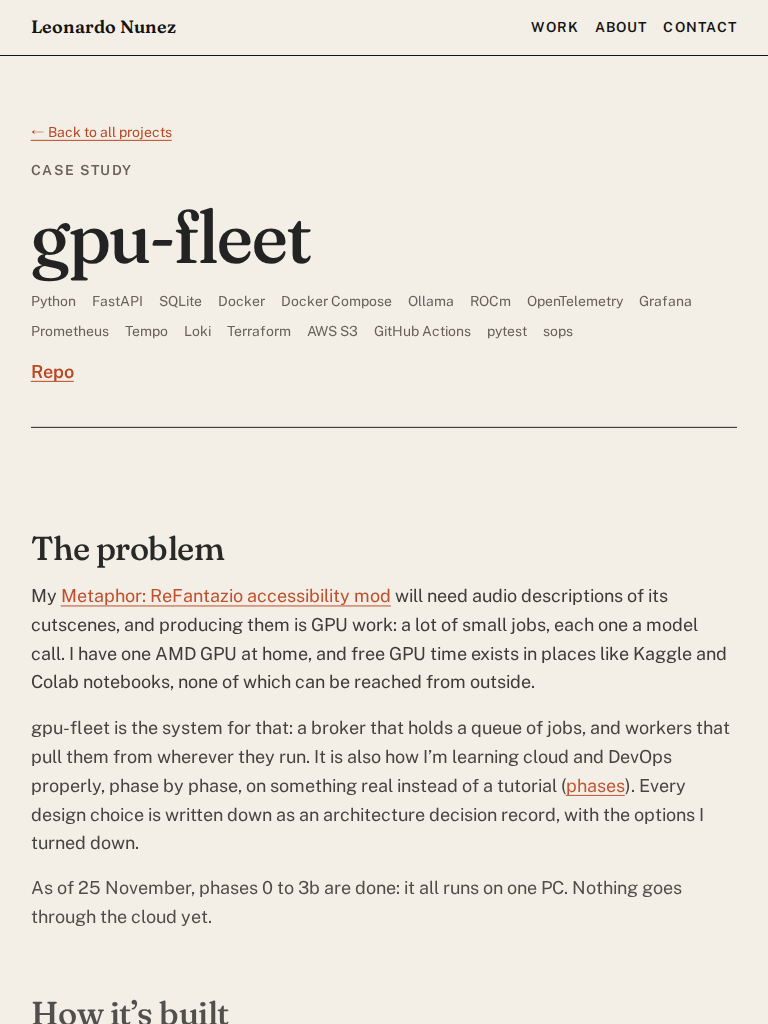 Leonardo Nunez
WORK ABOUT CONTACT
← Back to all projects
CASE STUDY
gpu-fleet
Python FastAPI SQLite Docker Docker Compose Ollama ROCm OpenTelemetry Grafana
Prometheus Tempo Loki Terraform AWS S3 GitHub Actions pytest sops
Repo
The problem
My Metaphor: ReFantazio accessibility mod will need audio descriptions of its
cutscenes, and producing them is GPU work: a lot of small jobs, each one a model
call. I have one AMD GPU at home, and free GPU time exists in places like Kaggle and
Colab notebooks, none of which can be reached from outside.
gpu-fleet is the system for that: a broker that holds a queue of jobs, and workers that
pull them from wherever they run. It is also how I’m learning cloud and DevOps
properly, phase by phase, on something real instead of a tutorial (phases). Every
design choice is written down as an architecture decision record, with the options I
turned down.
As of 25 November, phases 0 to 3b are done: it all runs on one PC. Nothing goes
through the cloud yet.
How it’s built